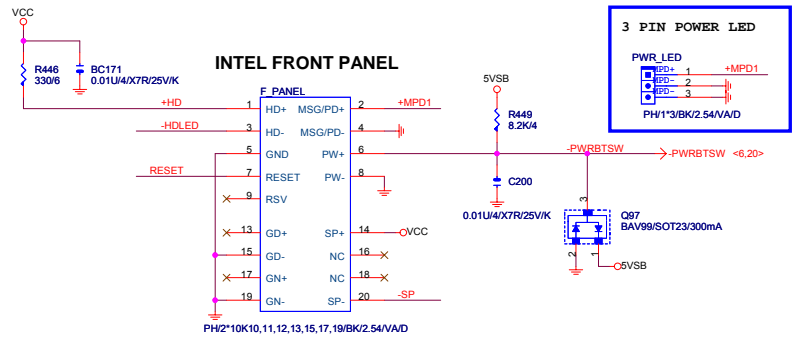 VCC
3 PIN POWER LED
R446
330/6
BC171
0.01U/4/X7R/25V/K
INTEL FRONT PANEL
PWR_LED
MPD+ 1 +MPD1
MPD- 2
MPD- 3
PH/1*3/BK/2.54/VA/D
F_PANEL
5VSB
R449
8.2K/4
+HD 1 HD+ MSG/PD+ 2 +MPD1
-HDLED 3 HD- MSG/PD- 4
5 GND PW+ 6 -PWRBTSW -PWRBTSW <6,20>
RESET 7 RESET PW- 8
C200
0.01U/4/X7R/25V/K
9 RSV
3
Q97
BAV99/SOT23/300mA
2 1
5VSB
13 GD+ SP+ 14 VCC
15 GD- NC 16
17 GN+ NC 18
19 GN- SP- 20 -SP
PH/2*10K10,11,12,13,15,17,19/BK/2.54/VA/D